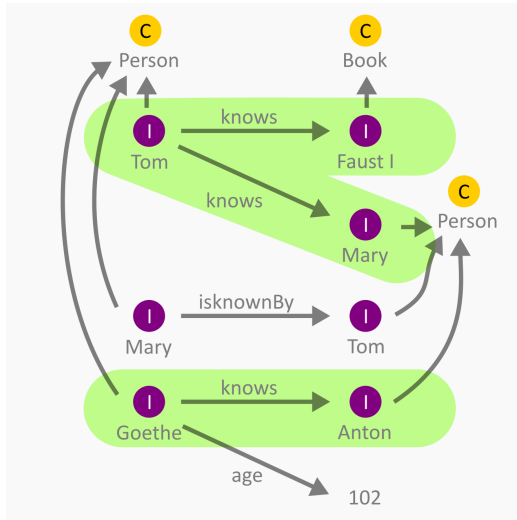 C
C
Person
Book
knows
I
I
Tom
Faust I
C
knows
I
Person
Mary
isknownBy
I
I
Mary
Tom
knows
I
I
Goethe
Anton
age
102